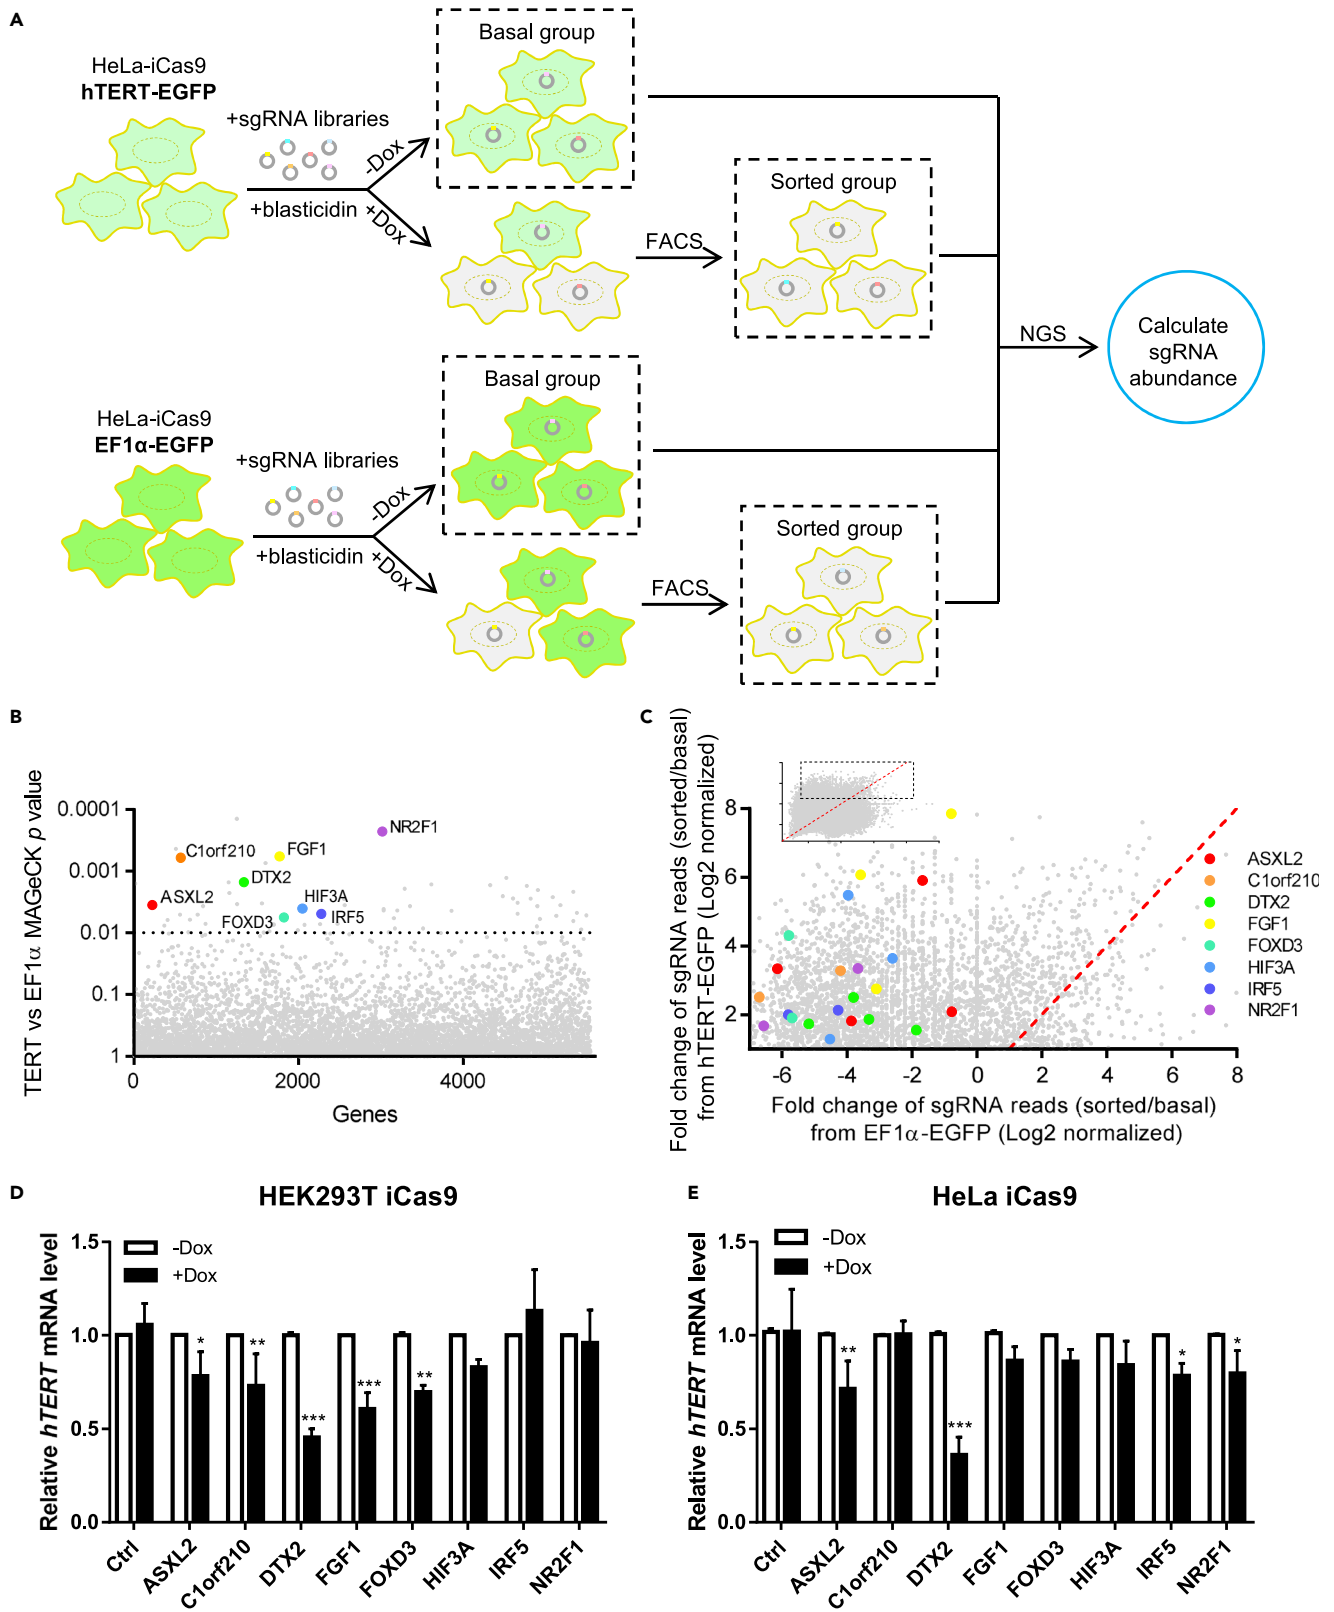 A
HeLa-iCas9
hTERT-EGFP
+sgRNA libraries
+blasticidin
-Dox
+Dox
Basal group
FACS
Sorted group
HeLa-iCas9
EF1α-EGFP
+sgRNA libraries
+blasticidin
-Dox
+Dox
Basal group
FACS
Sorted group
NGS
Calculate
sgRNA
abundance
B
TERT vs EF1α MAGeCK p value
0.0001
0.001
0.01
0.1
1
NR2F1
C1orf210
FGF1
DTX2
ASXL2
HIF3A
FOXD3
IRF5
0
2000
4000
Genes
C
Fold change of sgRNA reads (sorted/basal)
from hTERT-EGFP (Log2 normalized)
8
6
4
2
-6
-4
-2
0
2
4
6
8
Fold change of sgRNA reads (sorted/basal)
from EF1α-EGFP (Log2 normalized)
ASXL2
C1orf210
DTX2
FGF1
FOXD3
HIF3A
IRF5
NR2F1
D
HEK293T iCas9
Relative hTERT mRNA level
1.5
1.0
0.5
0.0
-Dox
+Dox
*
**
***
***
**
Ctrl
ASXL2
C1orf210
DTX2
FGF1
FOXD3
HIF3A
IRF5
NR2F1
E
HeLa iCas9
Relative hTERT mRNA level
1.5
1.0
0.5
0.0
-Dox
+Dox
**
***
*
*
Ctrl
ASXL2
C1orf210
DTX2
FGF1
FOXD3
HIF3A
IRF5
NR2F1